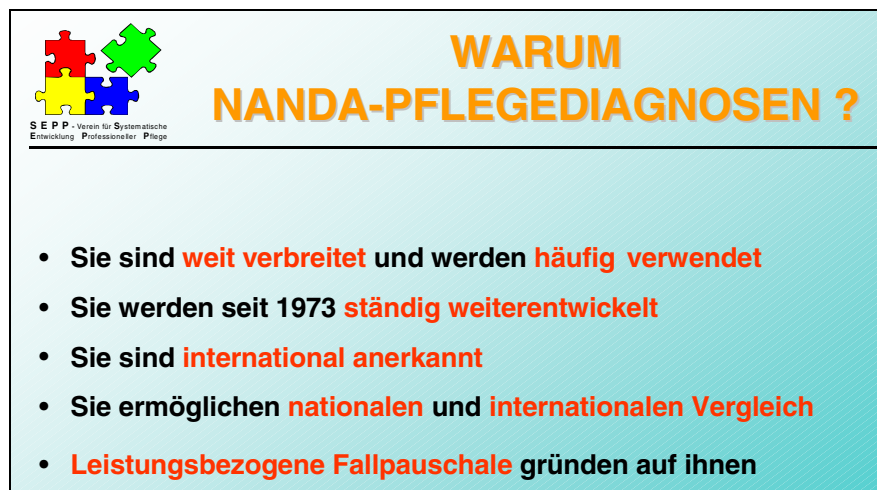 WARUM
NANDA-PFLEGEDIAGNOSEN ?
S E P P - Verein für Systematische
Entwicklung Professioneller Pflege
• Sie sind weit verbreitet und werden häufig verwendet
• Sie werden seit 1973 ständig weiterentwickelt
• Sie sind international anerkannt
• Sie ermöglichen nationalen und internationalen Vergleich
• Leistungsbezogene Fallpauschale gründen auf ihnen